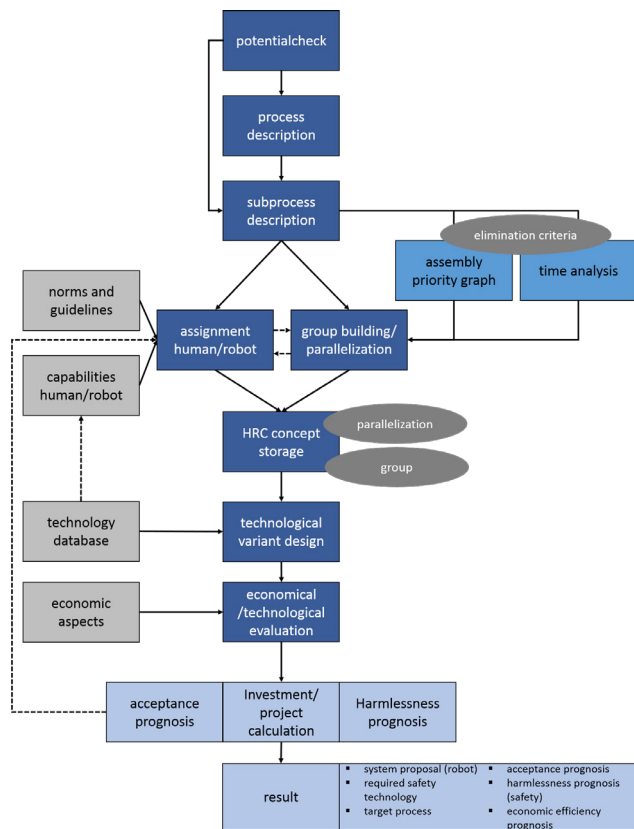 potentialcheck
process
description
subprocess
description
elimination criteria
assembly
priority graph
time analysis
norms and
guidelines
assignment
human/robot
group building/
parallelization
capabilities
human/robot
HRC concept
storage
parallelization
group
technology
database
technological
variant design
economic
aspects
economical
/technological
evaluation
acceptance
prognosis
Investment/
project
calculation
Harmlessness
prognosis
result
▪ system proposal (robot)
▪ required safety
technology
▪ target process
▪ acceptance prognosis
▪ harmlessness prognosis
(safety)
▪ economic efficiency
prognosis